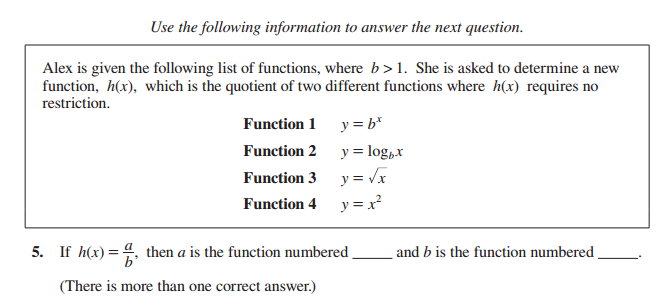 Use the following information to answer the next question.
Alex is given the following list of functions, where b > 1. She is asked to determine a new
function, h(x), which is the quotient of two different functions where h(x) requires no
restriction.
Function 1 y = bˣ
Function 2 y = log_b x
Function 3 y = √x
Function 4 y = x²
5. If h(x) = a/b, then a is the function numbered _____ and b is the function numbered _____.
(There is more than one correct answer.)